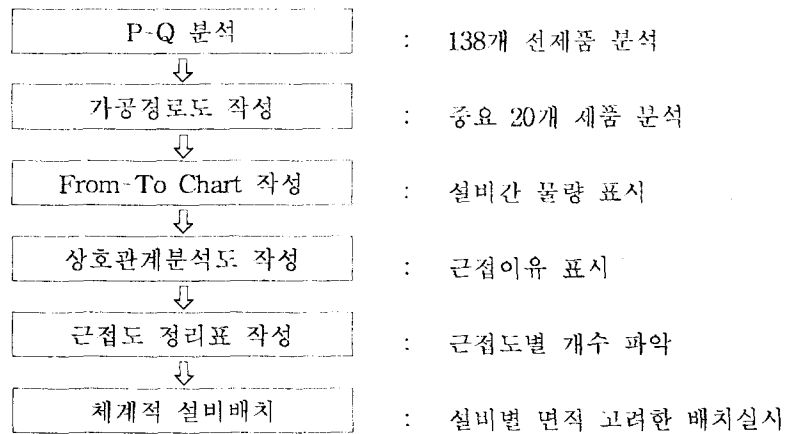 P-Q 분석 : 138개 전제품 분석
가공경로도 작성 : 중요 20개 제품 분석
From-To Chart 작성 : 설비간 물량 표시
상호관계분석도 작성 : 근접이유 표시
근접도 정리표 작성 : 근접도별 개수 파악
체계적 설비배치 : 설비별 면적 고려한 배치실시